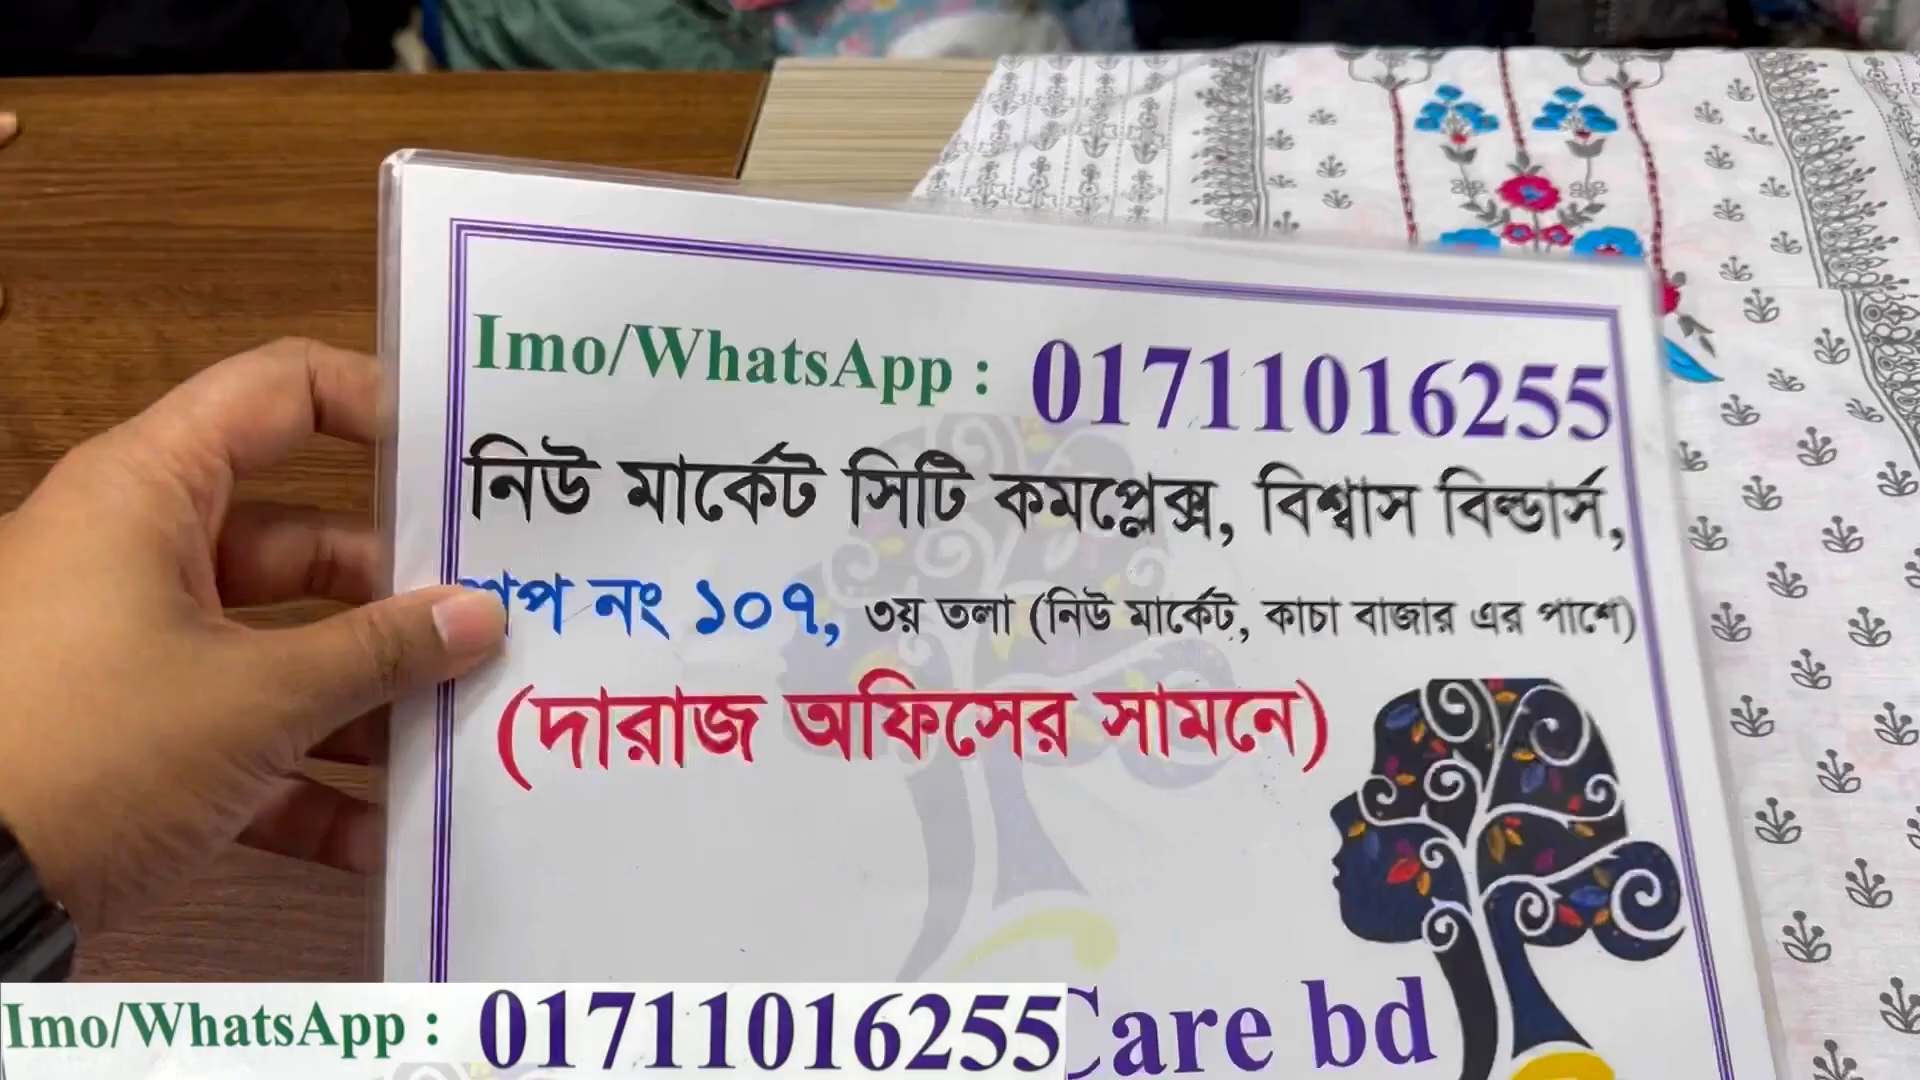 Imo/WhatsApp : 01711016255
নিউ মার্কেট সিটি কমপ্লেক্স, বিশ্বাস বিল্ডার্স,
নং ১০৭, ৩য় তলা (নিউ মার্কেট, কাচা বাজার এর পাশে)
(দারাজ অফিসের সামনে)
Care bd
Imo/WhatsApp : 01711016255